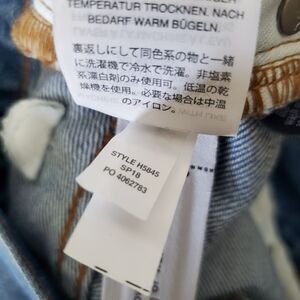 TEMPERATUR TROCKNEN. NACH
BEDARF WARM BÜGELN.
裏返しにして同色系の物と一緒
に洗濯機で冷水で洗濯。非塩素
系漂白剤のみ使用可。低温の乾
燥機を使用。必要な場合は中温
のアイロン。
STYLE H5845
SP18
PO 4062783